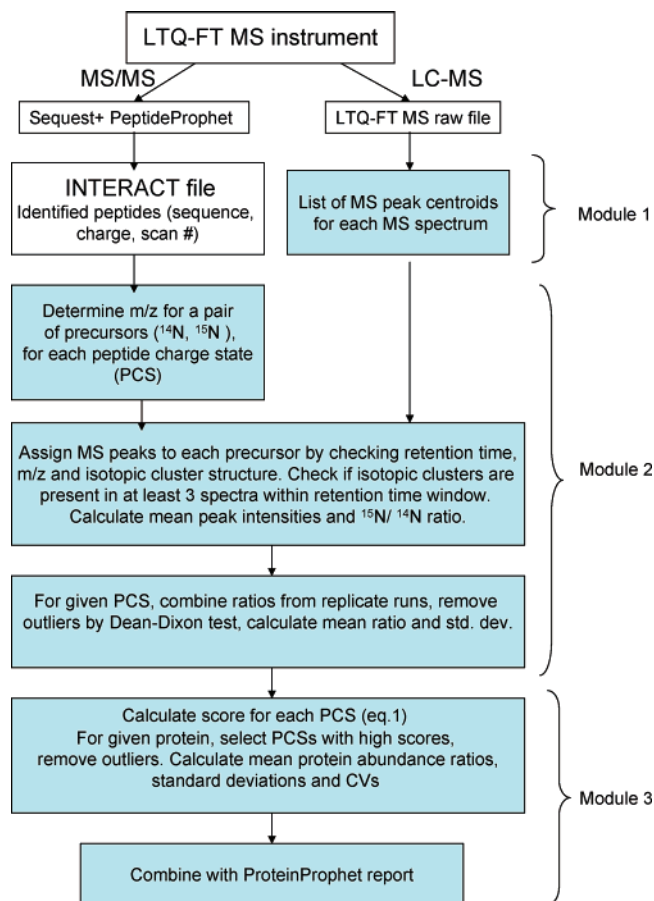 LTQ-FT MS instrument
MS/MS
LC-MS
Sequest+ PeptideProphet
LTQ-FT MS raw file
INTERACT file
Identified peptides (sequence,
charge, scan #)
List of MS peak centroids
for each MS spectrum
Module 1
Determine m/z for a pair
of precursors (¹⁴N, ¹⁵N ),
for each peptide charge state
(PCS)
Assign MS peaks to each precursor by checking retention time,
m/z and isotopic cluster structure. Check if isotopic clusters are
present in at least 3 spectra within retention time window.
Calculate mean peak intensities and ¹⁵N/ ¹⁴N ratio.
Module 2
For given PCS, combine ratios from replicate runs, remove
outliers by Dean-Dixon test, calculate mean ratio and std. dev.
Calculate score for each PCS (eq.1)
For given protein, select PCSs with high scores,
remove outliers. Calculate mean protein abundance ratios,
standard deviations and CVs
Module 3
Combine with ProteinProphet report